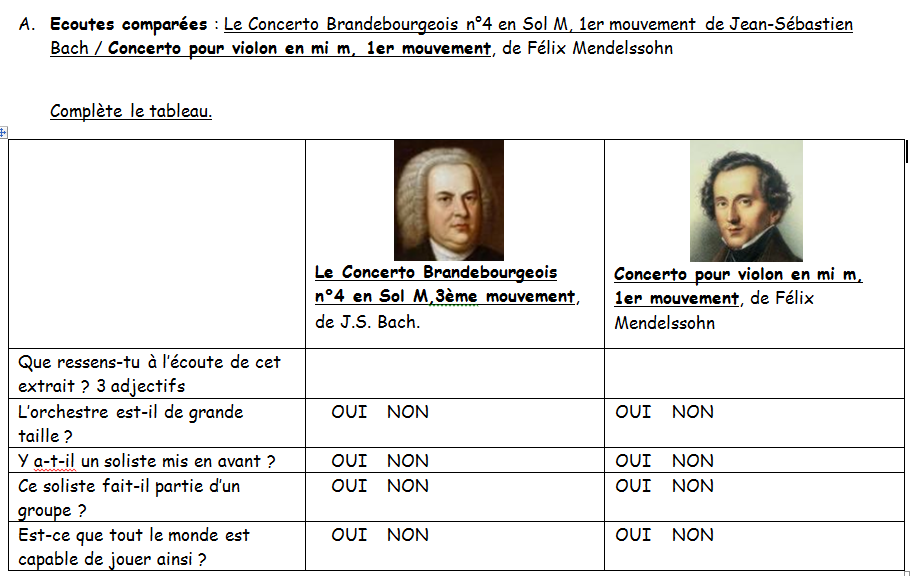 A. Ecoutes comparées : Le Concerto Brandebourgeois n°4 en Sol M, 1er mouvement de Jean-Sébastien
Bach / Concerto pour violon en mi m, 1er mouvement, de Félix Mendelssohn
Complète le tableau.
Le Concerto Brandebourgeois
n°4 en Sol M,3ème mouvement,
de J.S. Bach.
Concerto pour violon en mi m,
1er mouvement, de Félix
Mendelssohn
Que ressens-tu à l'écoute de cet
extrait ? 3 adjectifs
L'orchestre est-il de grande
taille ?
OUI NON
OUI NON
Y a-t-il un soliste mis en avant ?
OUI NON
OUI NON
Ce soliste fait-il partie d'un
groupe ?
OUI NON
OUI NON
Est-ce que tout le monde est
capable de jouer ainsi ?
OUI NON
OUI NON